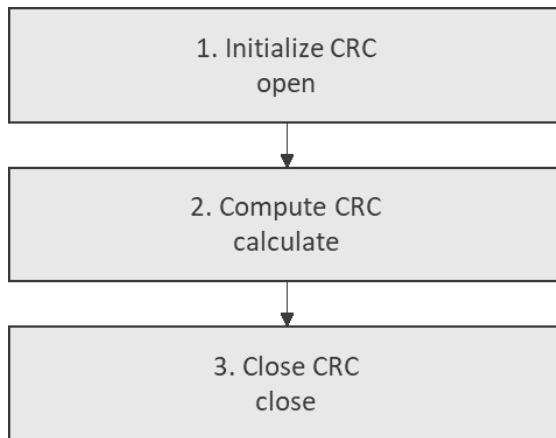 1. Initialize CRC
open
2. Compute CRC
calculate
3. Close CRC
close